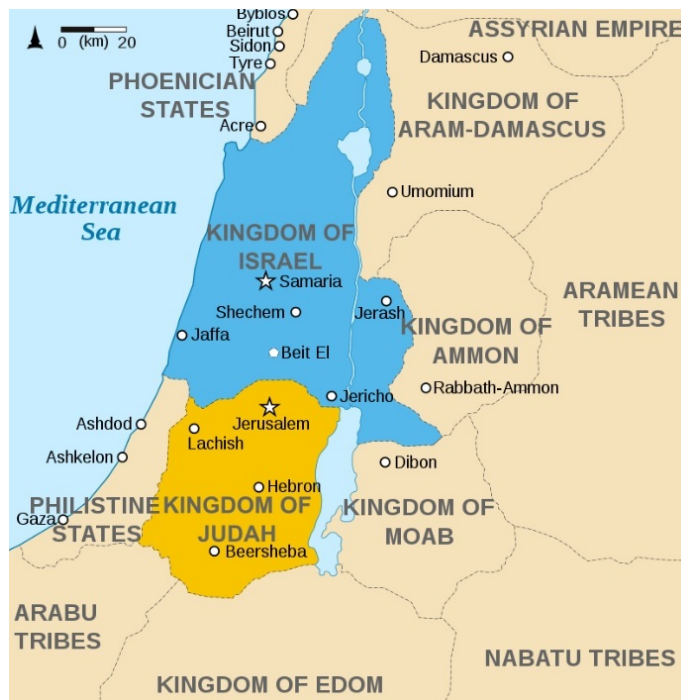 Byblos
Beirut
Sidon
Tyre
0 (km) 20
ASSYRIAN EMPIRE
Damascus
PHOENICIAN
STATES
KINGDOM OF
ARAM-DAMASCUS
Acre
Umomium
Mediterranean
Sea
KINGDOM OF
ISRAEL
Samaria
Shechem
Jerash
ARAMEAN
TRIBES
Jaffa
KINGDOM OF
AMMON
Beit El
Jericho
Rabbath-Ammon
Jerusalem
Ashdod
Lachish
Ashkelon
Dibon
Hebron
PHILISTINE
STATES
KINGDOM OF
JUDAH
KINGDOM OF
MOAB
Gaza
Beersheba
ARABU
TRIBES
NABATU TRIBES
KINGDOM OF EDOM